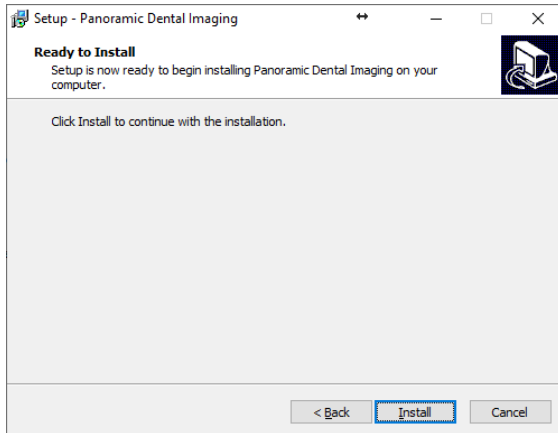 Setup - Panoramic Dental Imaging
Ready to Install
Setup is now ready to begin installing Panoramic Dental Imaging on your
computer.
Click Install to continue with the installation.
< Back
Install
Cancel